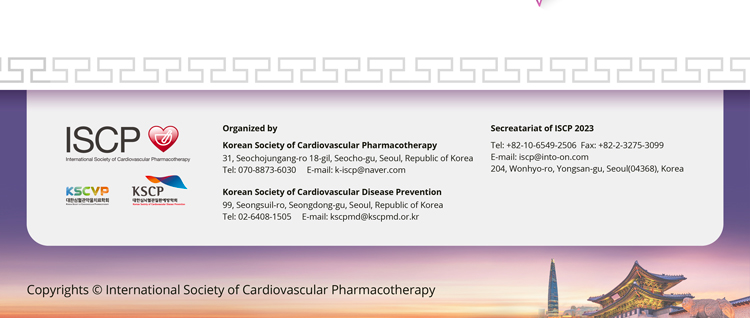 ISCP
International Society of Cardiovascular Pharmacotherapy
KSCVP
대한심혈관약물치료학회
KSCP
대한심뇌혈관질환예방학회
Organized by
Korean Society of Cardiovascular Pharmacotherapy
31, Seochojungang-ro 18-gil, Seocho-gu, Seoul, Republic of Korea
Tel: 070-8873-6030 E-mail: k-iscp@naver.com
Korean Society of Cardiovascular Disease Prevention
99, Seongsuil-ro, Seongdong-gu, Seoul, Republic of Korea
Tel: 02-6408-1505 E-mail: kscpmd@kscpmd.or.kr
Secreatariat of ISCP 2023
Tel: +82-10-6549-2506 Fax: +82-2-3275-3099
E-mail: iscp@into-on.com
204, Wonhyo-ro, Yongsan-gu, Seoul(04368), Korea
Copyrights © International Society of Cardiovascular Pharmacotherapy